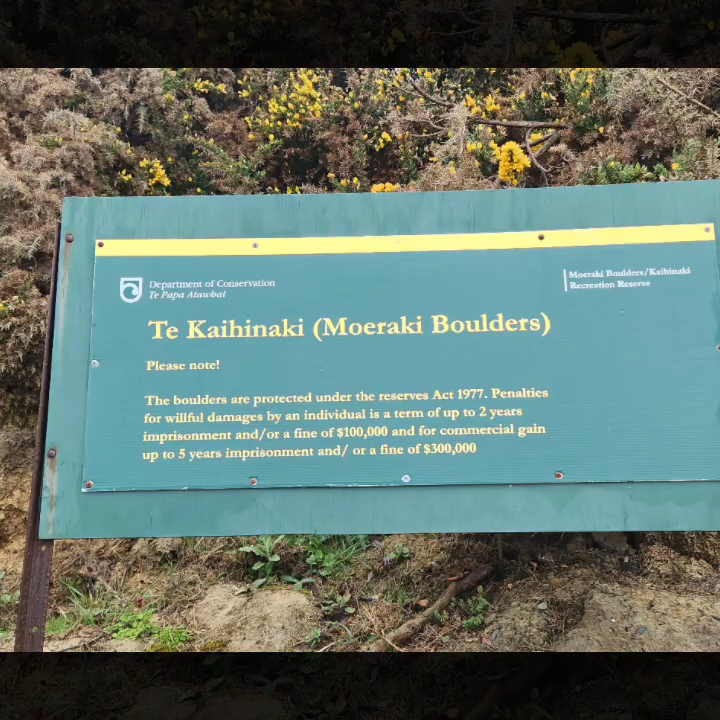 Department of Conservation
Te Papa Atawhai
Moeraki Boulders/Kaihinaki
Recreation Reserve
Te Kaihinaki (Moeraki Boulders)
Please note!
The boulders are protected under the reserves Act 1977. Penalties
for willful damages by an individual is a term of up to 2 years
imprisonment and/or a fine of $100,000 and for commercial gain
up to 5 years imprisonment and/ or a fine of $300,000